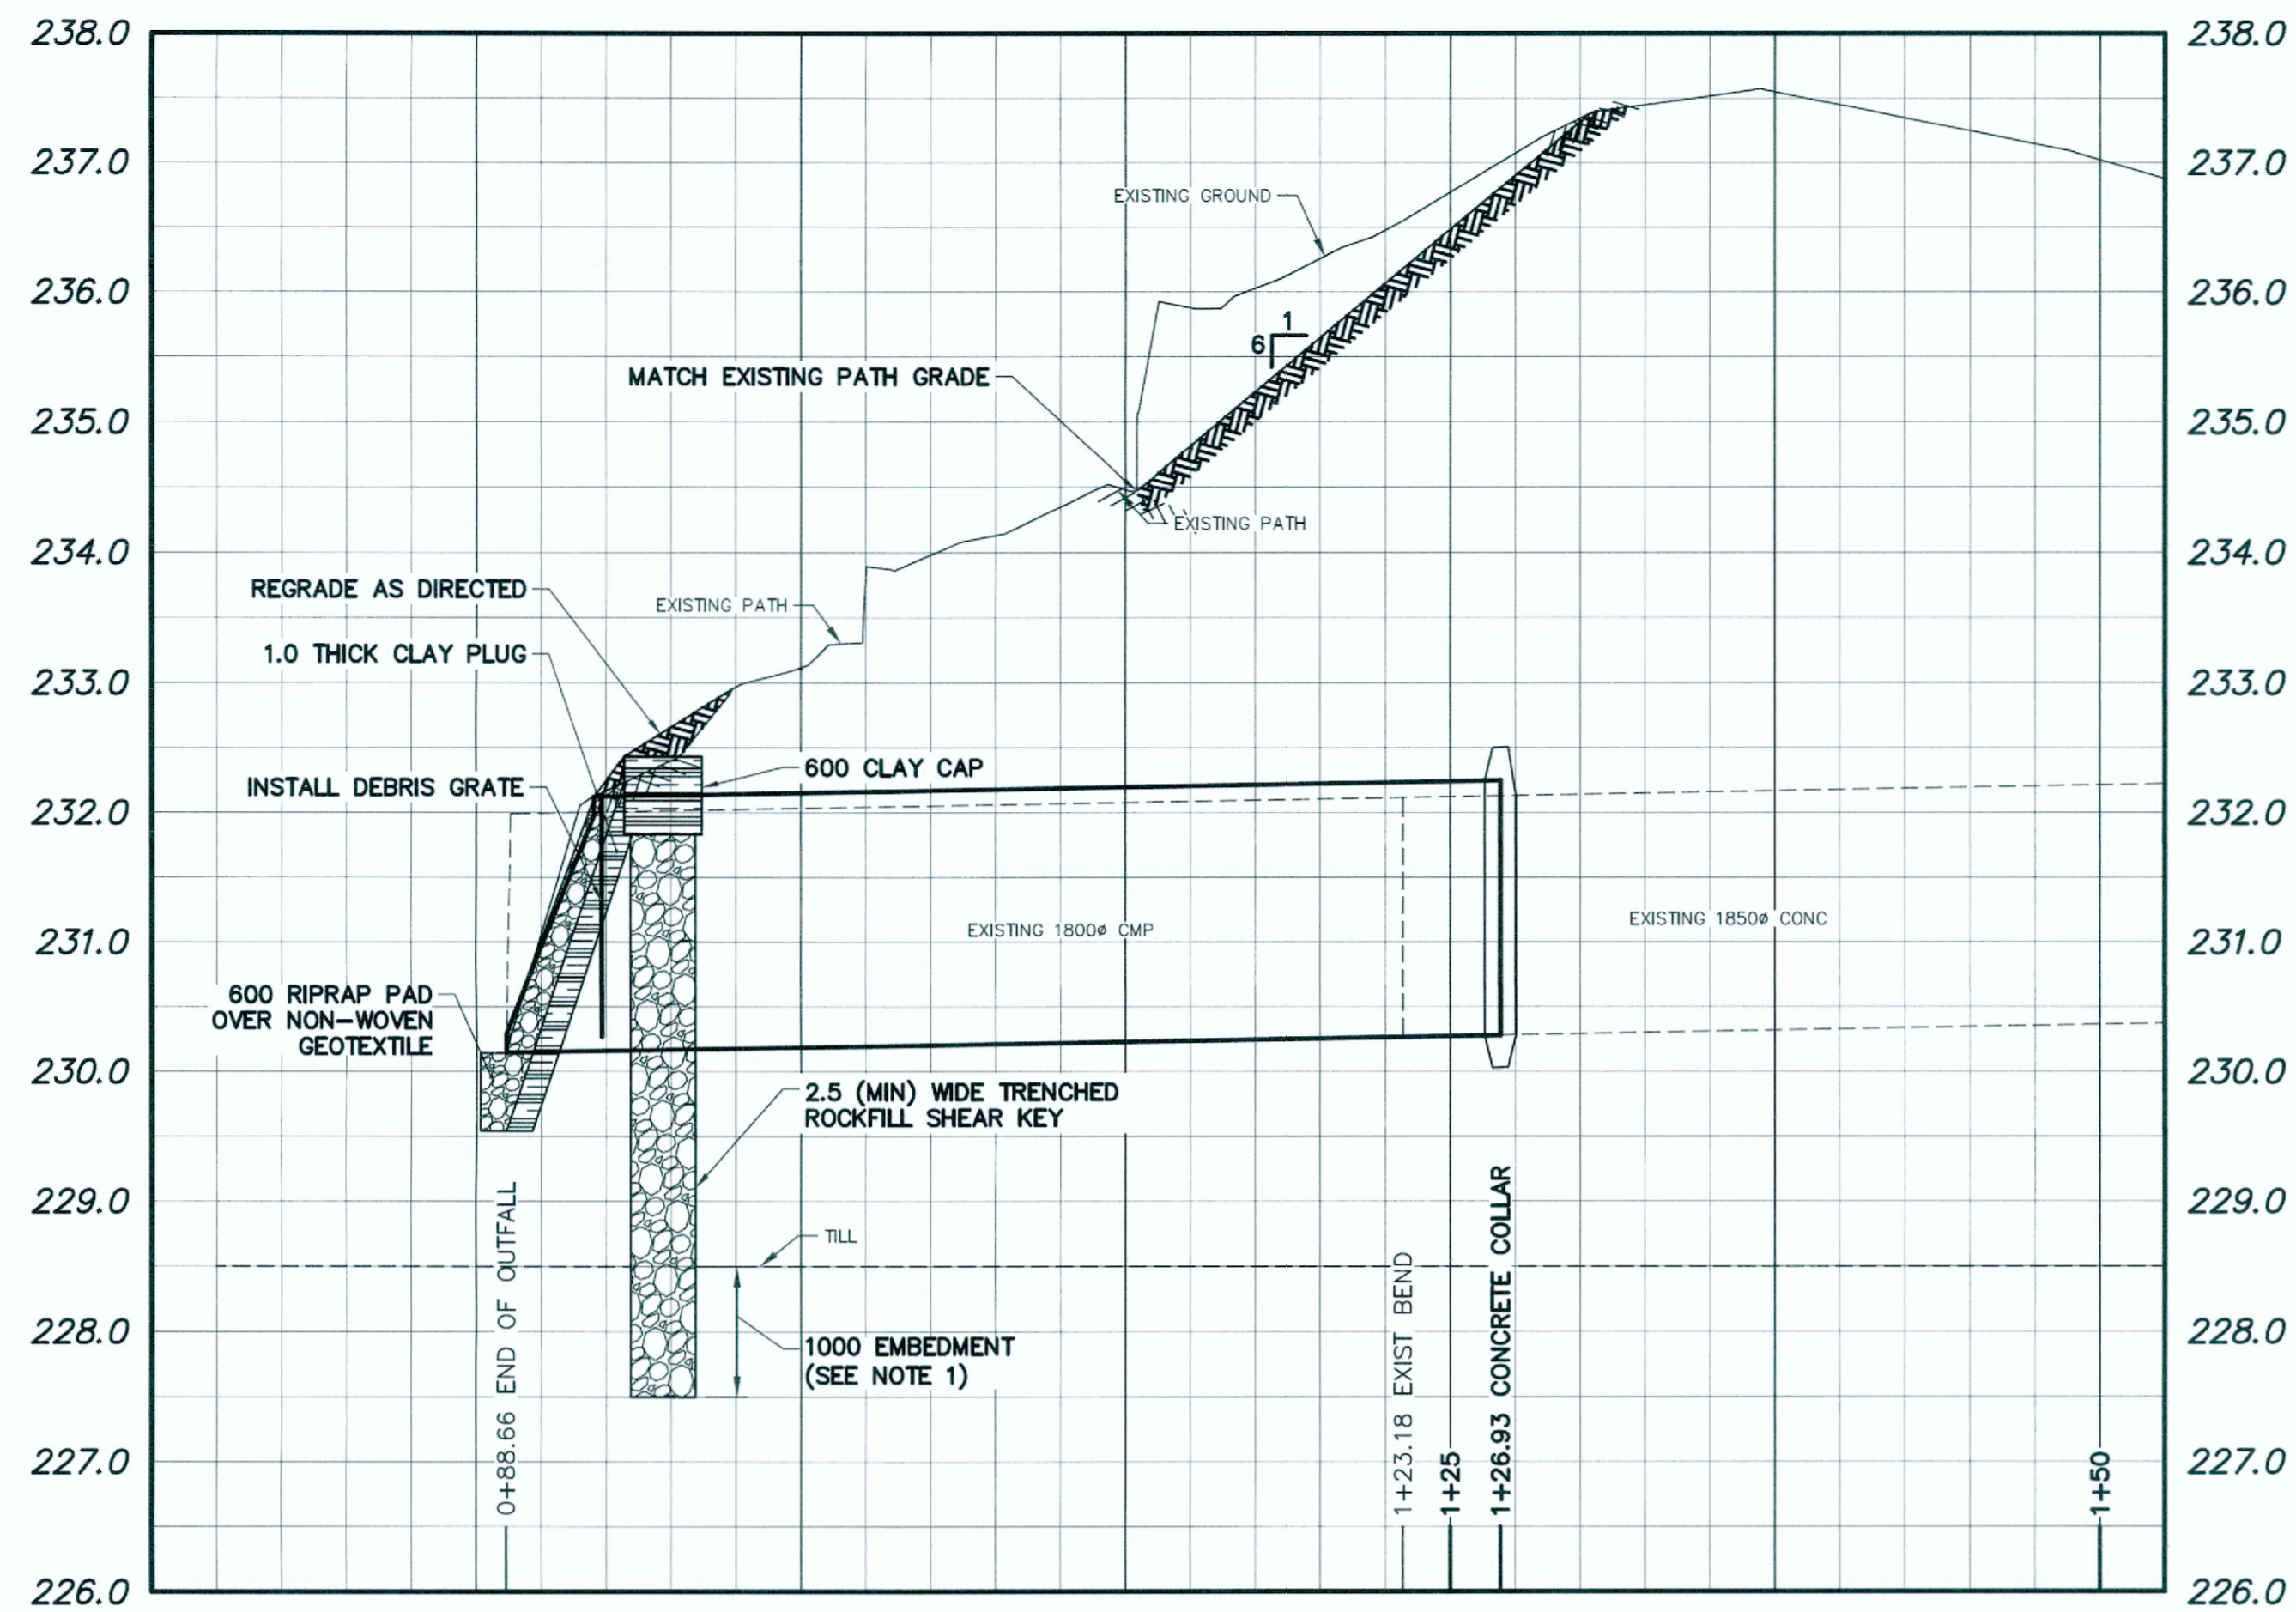 238.0
238.0
237.0
237.0
EXISTING GROUND
236.0
236.0
1
6
MATCH EXISTING PATH GRADE
235.0
235.0
EXISTING PATH
234.0
234.0
REGRADE AS DIRECTED
EXISTING PATH
1.0 THICK CLAY PLUG
233.0
233.0
600 CLAY CAP
INSTALL DEBRIS GRATE
232.0
232.0
EXISTING 1800ø CMP
EXISTING 1850ø CONC
231.0
231.0
600 RIPRAP PAD
OVER NON-WOVEN
GEOTEXTILE
230.0
230.0
2.5 (MIN) WIDE TRENCHED
ROCKFILL SHEAR KEY
229.0
229.0
TILL
228.0
228.0
1000 EMBEDMENT
(SEE NOTE 1)
227.0
227.0
0+88.66 END OF OUTFALL
1+23.18 EXIST BEND
1+25
1+26.93 CONCRETE COLLAR
1+50
226.0
226.0